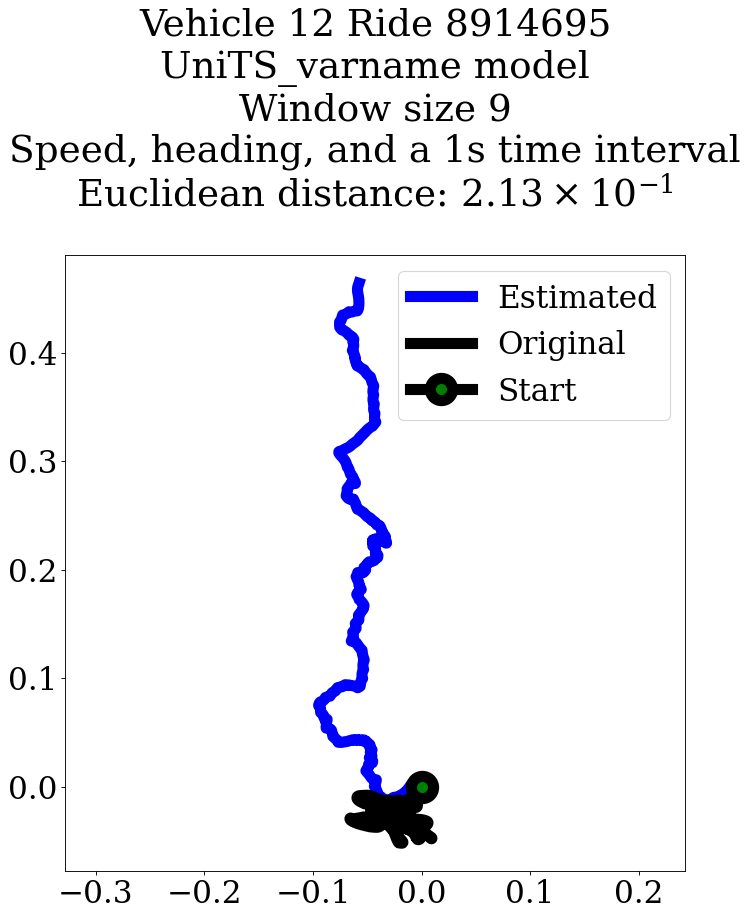 Vehicle 12 Ride 8914695
UniTS_varname model
Window size 9
Speed, heading, and a 1s time interval
Euclidean distance: 2.13 × 10⁻¹
Estimated
Original
Start
0.4
0.3
0.2
0.1
0.0
−0.3 −0.2 −0.1 0.0 0.1 0.2